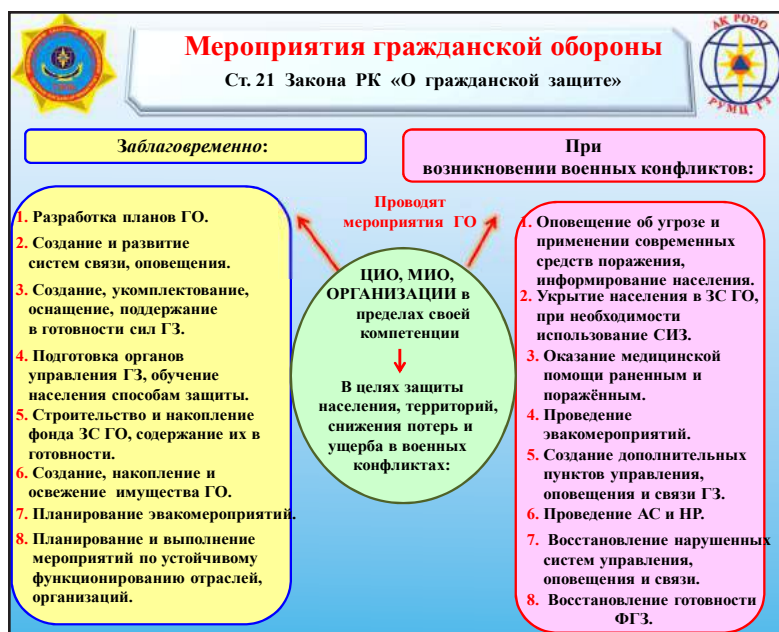 Мероприятия гражданской обороны
Ст. 21 Закона РК «О гражданской защите»
АК РОӘО
РУМЦ ГЗ
Заблаговременно:
При
возникновении военных конфликтов:
Проводят
мероприятия ГО
1. Разработка планов ГО.
2. Создание и развитие
систем связи, оповещения.
3. Создание, укомплектование,
оснащение, поддержание
в готовности сил ГЗ.
4. Подготовка органов
управления ГЗ, обучение
населения способам защиты.
5. Строительство и накопление
фонда ЗС ГО, содержание их в
готовности.
6. Создание, накопление и
освежение имущества ГО.
7. Планирование эвакомероприятий.
8. Планирование и выполнение
мероприятий по устойчивому
функционированию отраслей,
организаций.
ЦИО, МИО,
ОРГАНИЗАЦИИ в
пределах своей
компетенции
В целях защиты
населения, территорий,
снижения потерь и
ущерба в военных
конфликтах:
1. Оповещение об угрозе и
применении современных
средств поражения,
информирование населения.
2. Укрытие населения в ЗС ГО,
при необходимости
использование СИЗ.
3. Оказание медицинской
помощи раненным и
поражённым.
4. Проведение
эвакомероприятий.
5. Создание дополнительных
пунктов управления,
оповещения и связи ГЗ.
6. Проведение АС и НР.
7. Восстановление нарушенных
систем управления,
оповещения и связи.
8. Восстановление готовности
ФГЗ.